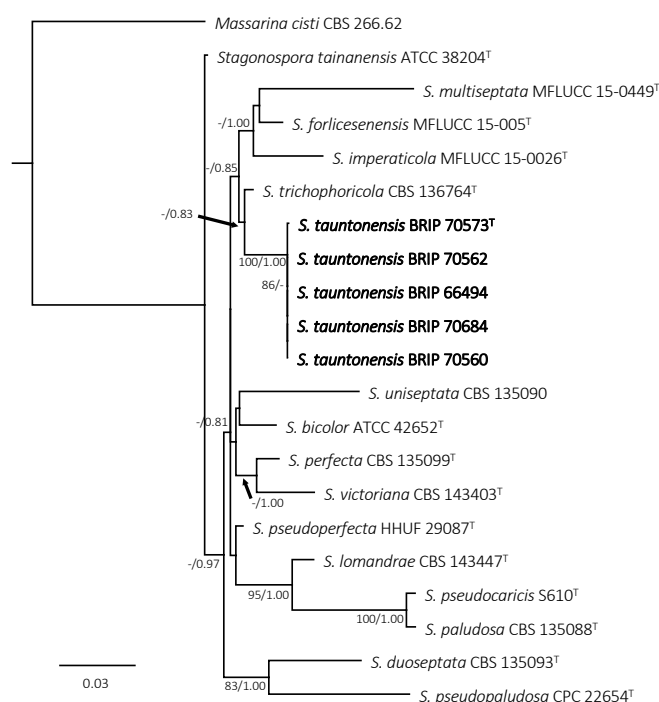 Massarina cisti CBS 266.62
Stagonospora tainanensis ATCC 38204ᵀ
S. multiseptata MFLUCC 15-0449ᵀ
-/1.00
S. forlicesenensis MFLUCC 15-005ᵀ
S. imperaticola MFLUCC 15-0026ᵀ
-/0.85
S. trichophoricola CBS 136764ᵀ
-/0.83
S. tauntonensis BRIP 70573ᵀ
S. tauntonensis BRIP 70562
100/1.00
86/-
S. tauntonensis BRIP 66494
S. tauntonensis BRIP 70684
S. tauntonensis BRIP 70560
S. uniseptata CBS 135090
-/0.81
S. bicolor ATCC 42652ᵀ
S. perfecta CBS 135099ᵀ
S. victoriana CBS 143403ᵀ
-/1.00
S. pseudoperfecta HHUF 29087ᵀ
S. lomandrae CBS 143447ᵀ
-/0.97
95/1.00
S. pseudocaricis S610ᵀ
100/1.00
S. paludosa CBS 135088ᵀ
S. duoseptata CBS 135093ᵀ
83/1.00
0.03
S. pseudopaludosa CPC 22654ᵀ